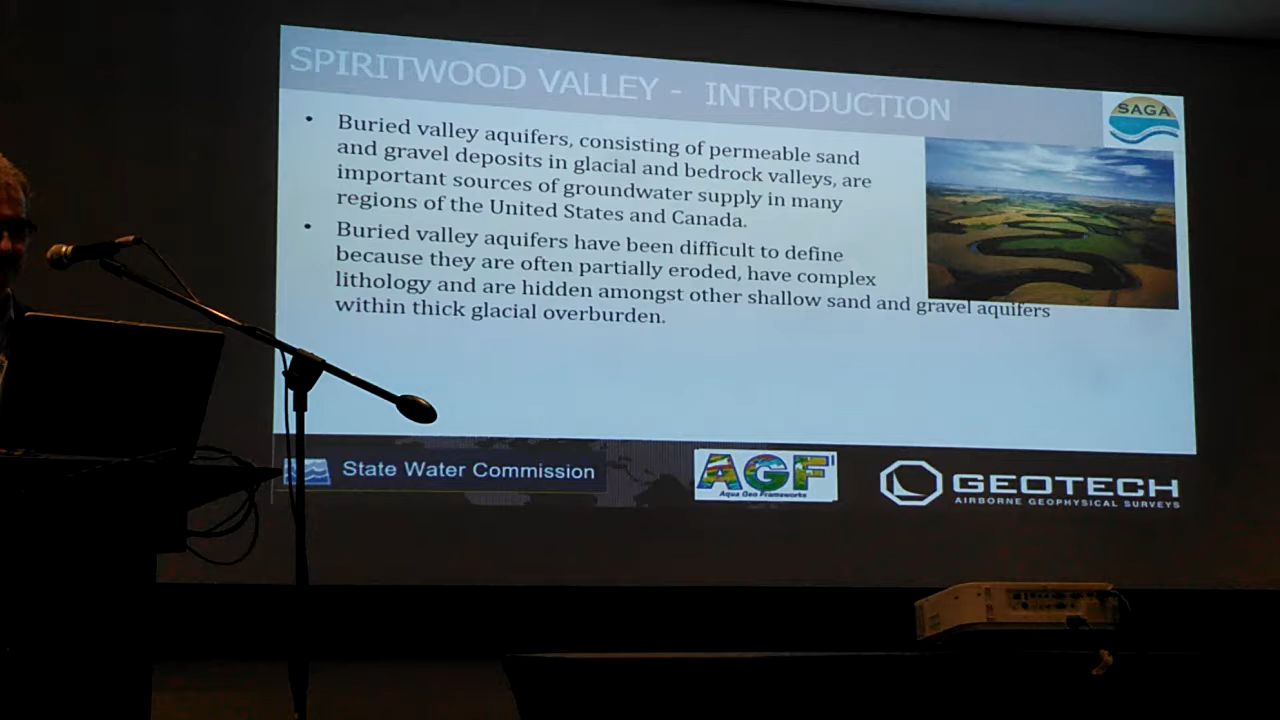 SPIRITWOOD VALLEY - INTRODUCTION
SAGA
• Buried valley aquifers, consisting of permeable sand
and gravel deposits in glacial and bedrock valleys, are
important sources of groundwater supply in many
regions of the United States and Canada.
• Buried valley aquifers have been difficult to define
because they are often partially eroded, have complex
lithology and are hidden amongst other shallow sand and gravel aquifers
within thick glacial overburden.
State Water Commission
AGF
Aqua Geo Frameworks
GEOTECH
AIRBORNE GEOPHYSICAL SURVEYS